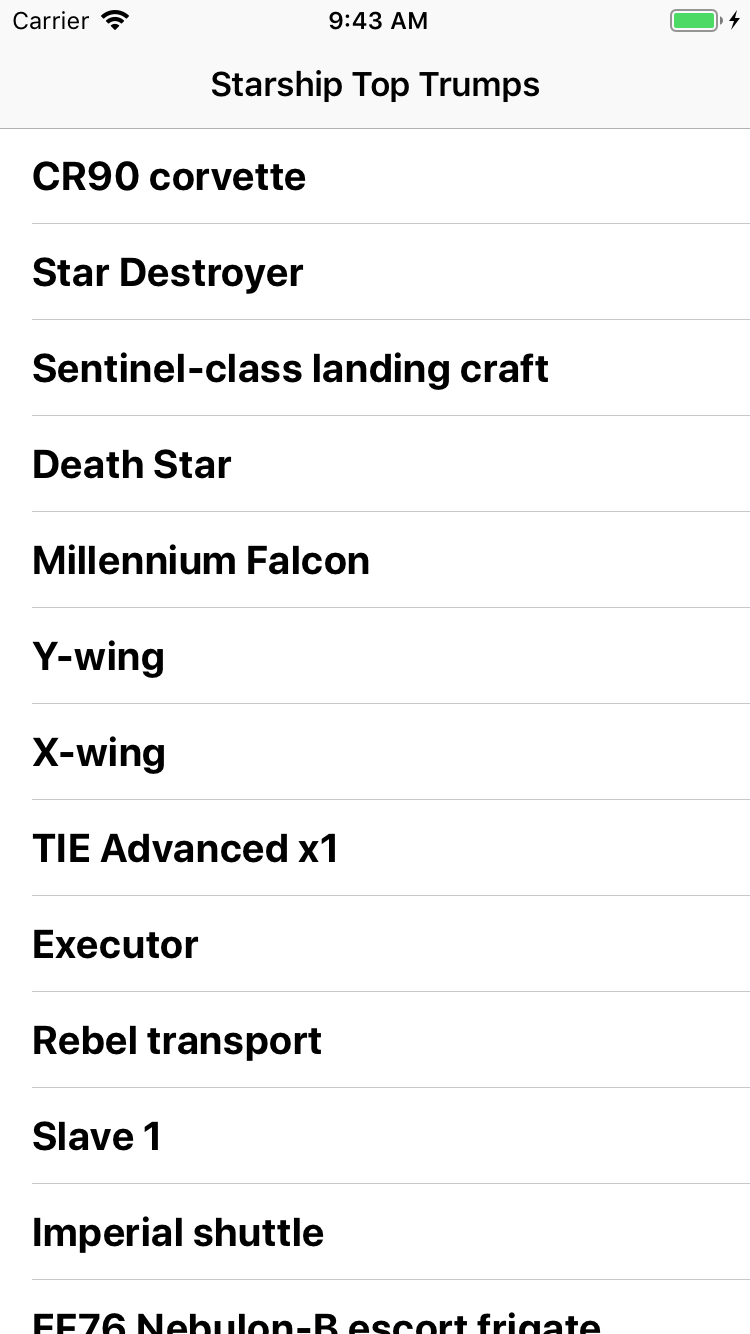 Carrier 9:43 AM
Starship Top Trumps
CR90 corvette
Star Destroyer
Sentinel-class landing craft
Death Star
Millennium Falcon
Y-wing
X-wing
TIE Advanced x1
Executor
Rebel transport
Slave 1
Imperial shuttle
EF76 Nebulon-B escort frigate